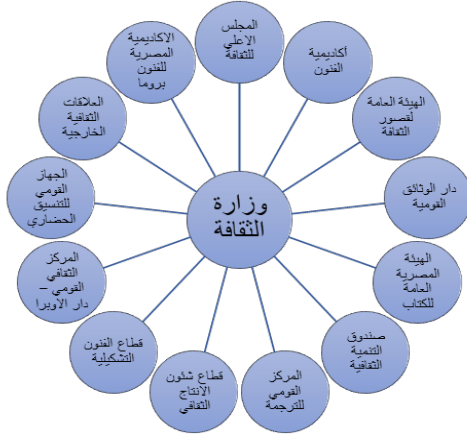 وزارة
الثقافة
المجلس
الاعلي
للثقافة
أكاديمية
الفنون
الهيئة العامة
لقصور
الثقافة
دار الوثائق
القومية
الهيئة
المصرية
العامة
للكتاب
صندوق
التنمية
الثقافية
المركز
القومي
للترجمة
قطاع شئون
الانتاج
الثقافي
قطاع الفنون
التشكيلية
المركز
الثقافي
القومي –
دار الاوبرا
الجهاز
القومي
للتنسيق
الحضاري
العلاقات
الثقافية
الخارجية
الاكاديمية
المصرية
للفنون
بروما